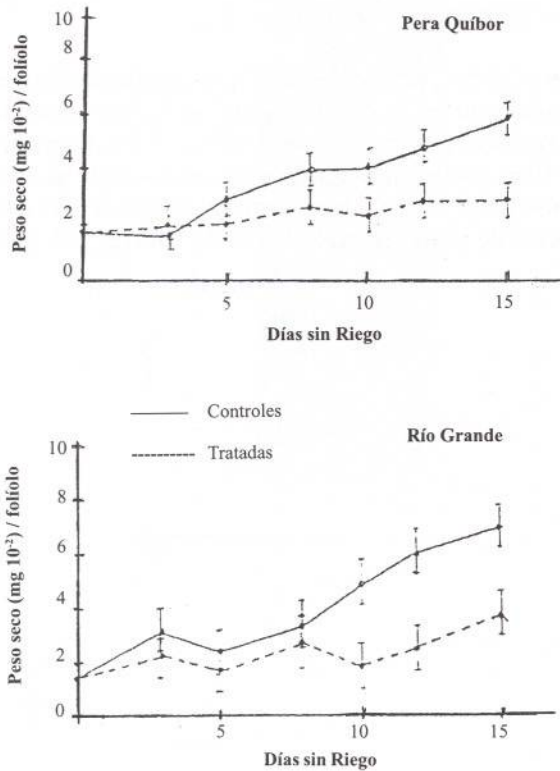 Pera Quíbor
Peso seco (mg 10⁻²) / folíolo
10
8
6
4
2
0
5
10
15
Días sin Riego
Controles
Tratadas
Río Grande
Peso seco (mg 10⁻²) / folíolo
10
8
6
4
2
0
0
5
10
15
Días sin Riego